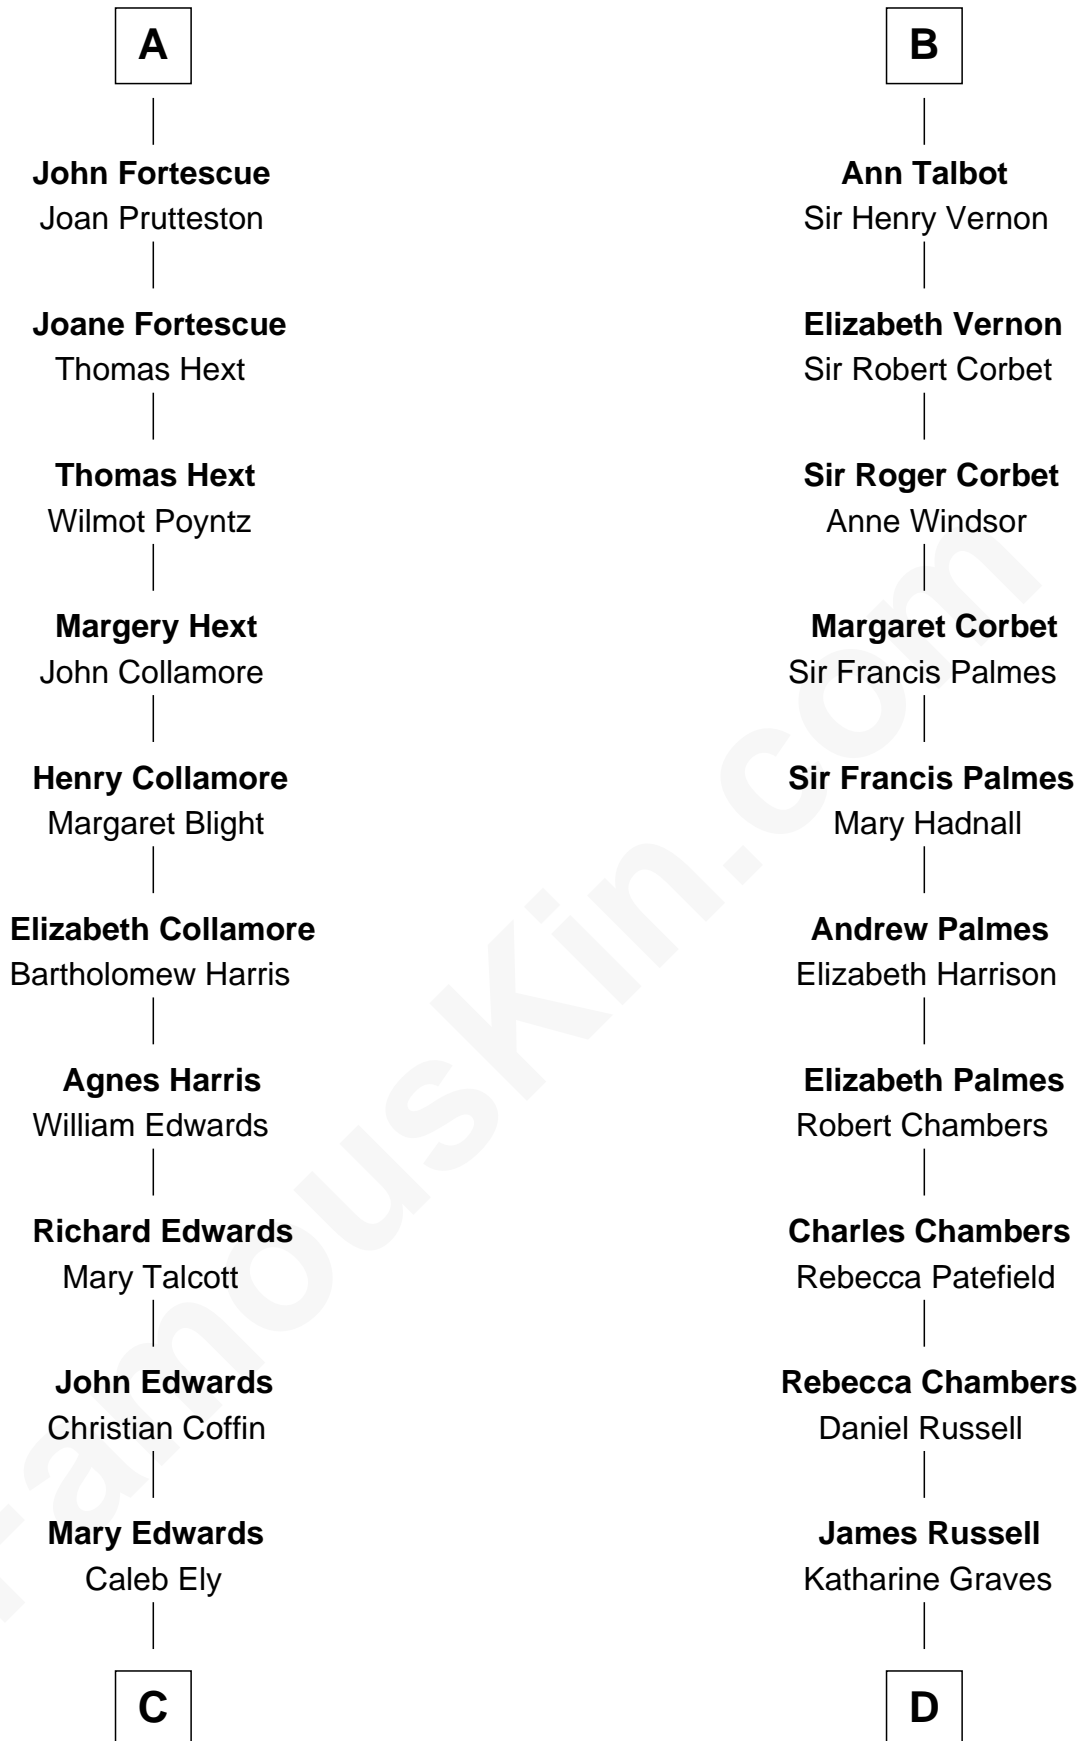 A
John Fortescue
Joan Prutteston
Joane Fortescue
Thomas Hext
Thomas Hext
Wilmot Poyntz
Margery Hext
John Collamore
Henry Collamore
Margaret Blight
Elizabeth Collamore
Bartholomew Harris
Agnes Harris
William Edwards
Richard Edwards
Mary Talcott
John Edwards
Christian Coffin
Mary Edwards
Caleb Ely
C
B
Ann Talbot
Sir Henry Vernon
Elizabeth Vernon
Sir Robert Corbet
Sir Roger Corbet
Anne Windsor
Margaret Corbet
Sir Francis Palmes
Sir Francis Palmes
Mary Hadnall
Andrew Palmes
Elizabeth Harrison
Elizabeth Palmes
Robert Chambers
Charles Chambers
Rebecca Patefield
Rebecca Chambers
Daniel Russell
James Russell
Katharine Graves
D
FamousKin.com